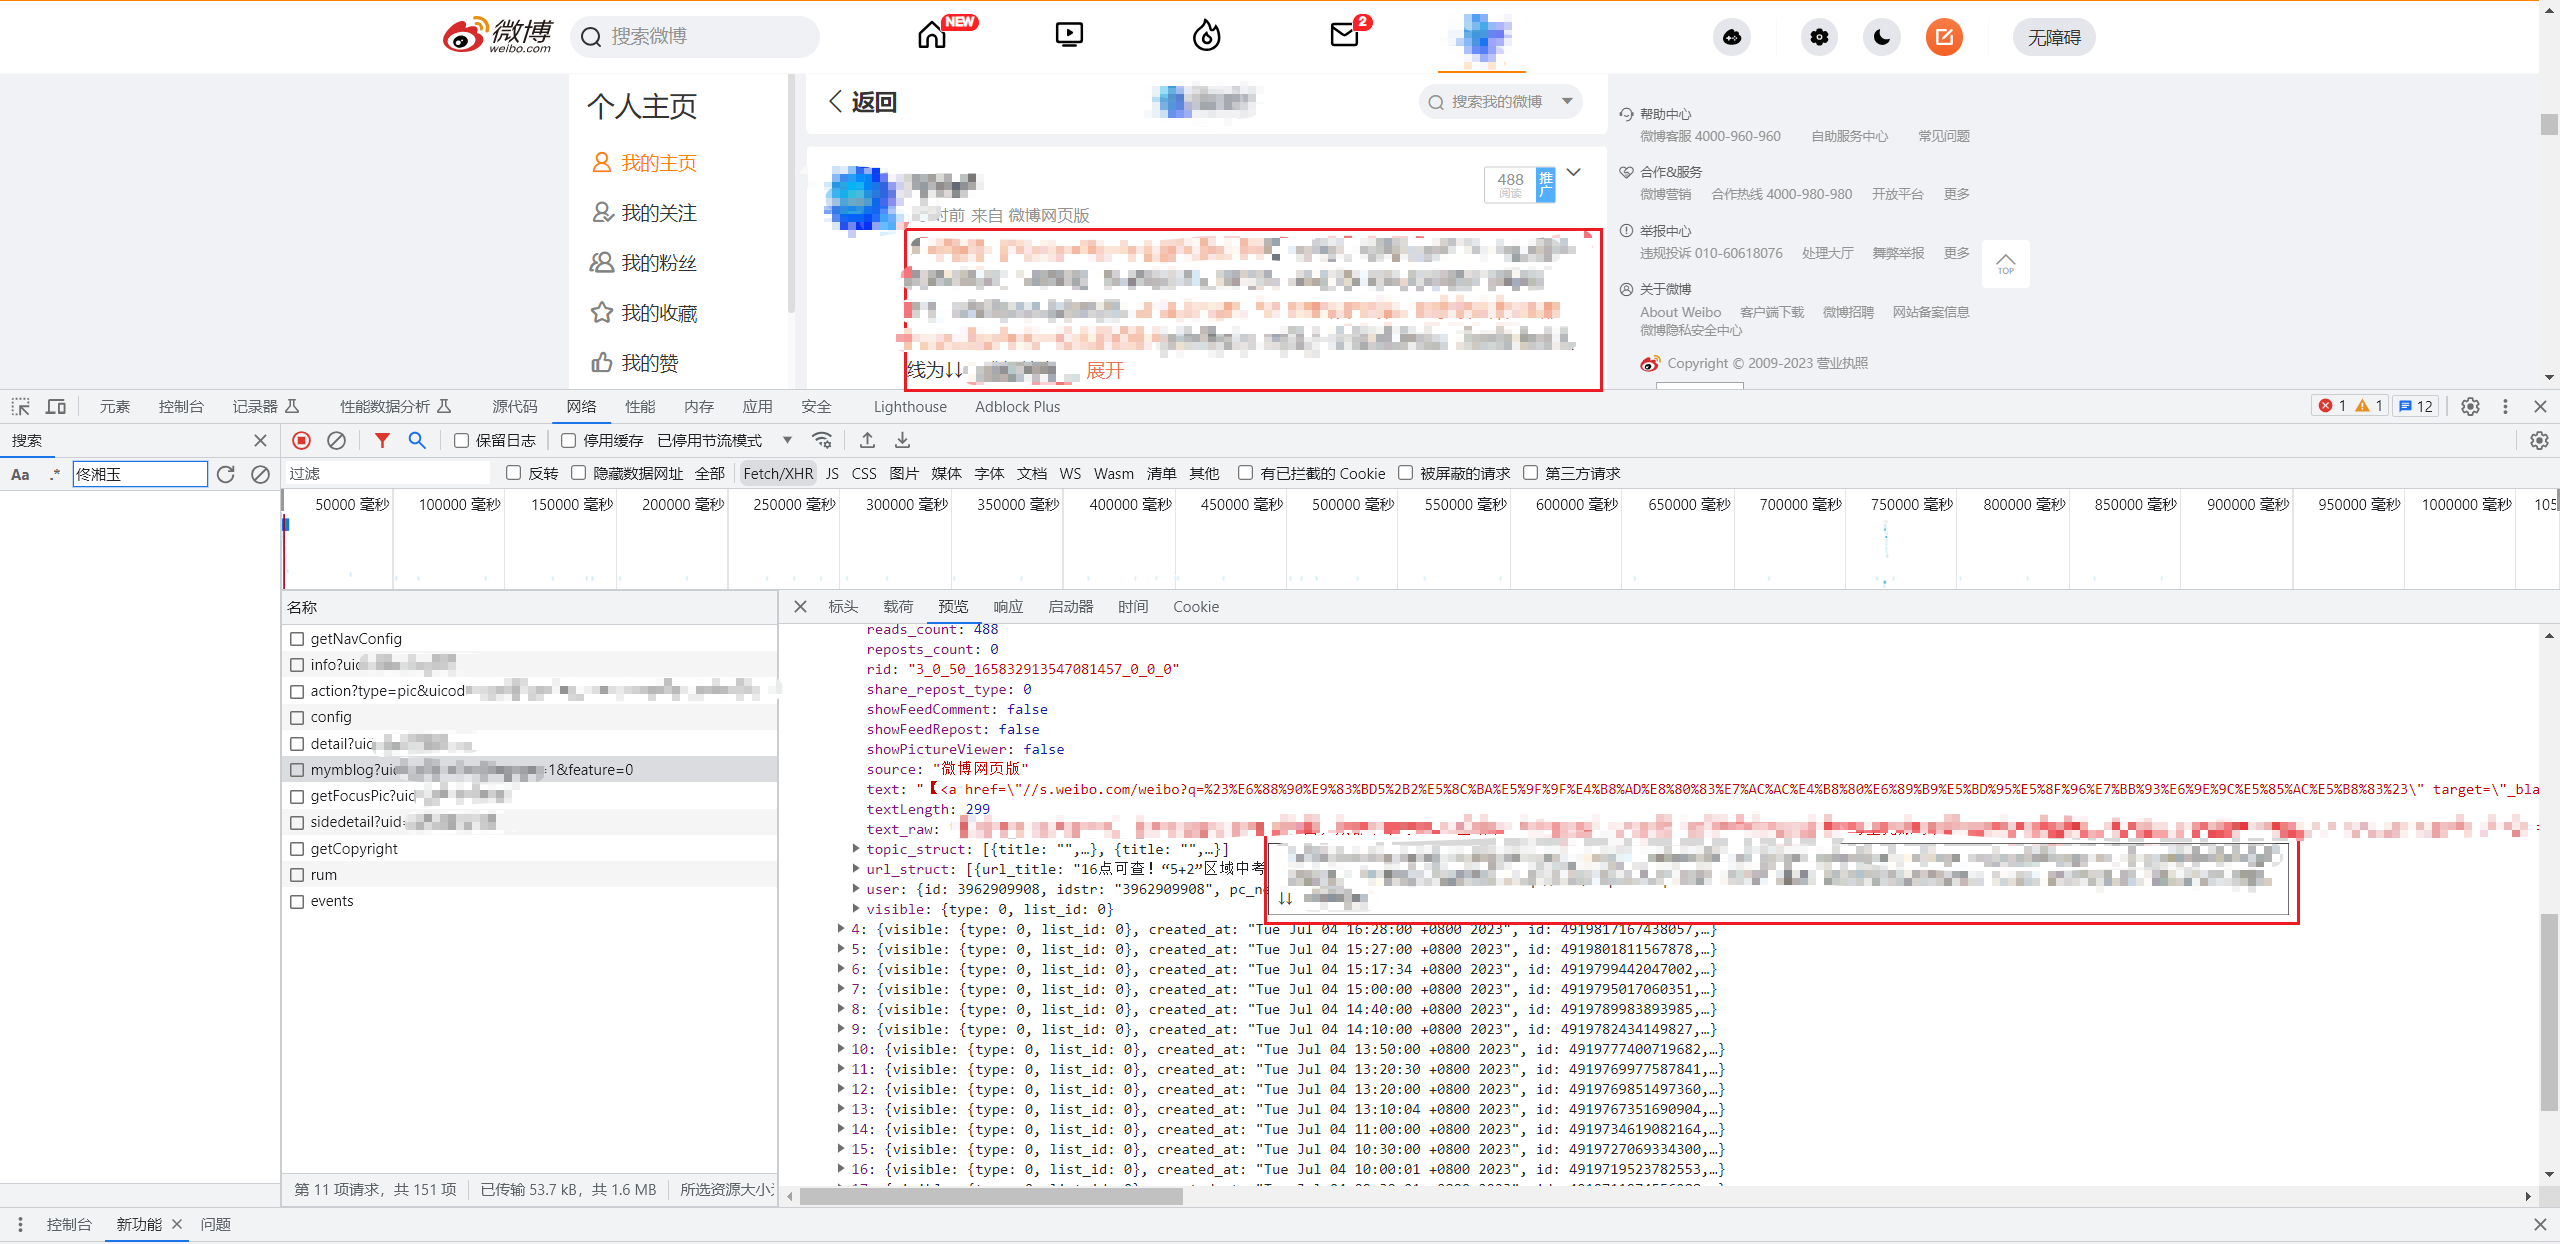 微博 weibo.com
搜索微博
NEW
2
无障碍
个人主页
我的主页
我的关注
我的粉丝
我的收藏
我的赞
返回
搜索我的微博
488
阅读
推广
时前 来自 微博网页版
线为↓↓
展开
帮助中心
微博客服 4000-960-960 自助服务中心 常见问题
合作&服务
微博营销 合作热线 4000-980-980 开放平台 更多
举报中心
违规投诉 010-60618076 处理大厅 舞弊举报 更多
关于微博
About Weibo 客户端下载 微博招聘 网站备案信息
微博隐私安全中心
Copyright © 2009-2023 营业执照
TOP
元素 控制台 记录器 性能数据分析 源代码 网络 性能 内存 应用 安全 Lighthouse Adblock Plus
1 1 12
搜索
保留日志 停用缓存 已停用节流模式
Aa .* 佟湘玉
过滤 反转 隐藏数据网址 全部 Fetch/XHR JS CSS 图片 媒体 字体 文档 WS Wasm 清单 其他 有已拦截的 Cookie 被屏蔽的请求 第三方请求
50000 毫秒 100000 毫秒 150000 毫秒 200000 毫秒 250000 毫秒 300000 毫秒 350000 毫秒 400000 毫秒 450000 毫秒 500000 毫秒 550000 毫秒 600000 毫秒 650000 毫秒 700000 毫秒 750000 毫秒 800000 毫秒 850000 毫秒 900000 毫秒 950000 毫秒 1000000 毫秒 105
名称
getNavConfig
info?uid
action?type=pic&uicod
config
detail?uid
mymblog?uid =1&feature=0
getFocusPic?uid
sidedetail?uid=
getCopyright
rum
events
标头 载荷 预览 响应 启动器 时间 Cookie
reads_count: 488
reposts_count: 0
rid: "3_0_50_165832913547081457_0_0_0"
share_repost_type: 0
showFeedComment: false
showFeedRepost: false
showPictureViewer: false
source: "微博网页版"
text: "【<a href=\"//s.weibo.com/weibo?q=%23%E6%88%90%E9%83%BD5%2B2%E5%8C%BA%E5%9F%9F%E4%B8%AD%E8%80%83%E7%AC%AC%E4%B8%80%E6%89%B9%E5%BD%95%E5%8F%96%E7%BB%93%E6%9E%9C%E5%85%AC%E5%B8%83%23\" target=\"_bla
textLength: 299
text_raw:
topic_struct: [{title: "",…}, {title: "",…}]
url_struct: [{url_title: "16点可查！“5+2”区域中考
user: {id: 3962909908, idstr: "3962909908", pc_ne
visible: {type: 0, list_id: 0}
↓↓
4: {visible: {type: 0, list_id: 0}, created_at: "Tue Jul 04 16:28:00 +0800 2023", id: 4919817167438057,…}
5: {visible: {type: 0, list_id: 0}, created_at: "Tue Jul 04 15:27:00 +0800 2023", id: 4919801811567878,…}
6: {visible: {type: 0, list_id: 0}, created_at: "Tue Jul 04 15:17:34 +0800 2023", id: 4919799442047002,…}
7: {visible: {type: 0, list_id: 0}, created_at: "Tue Jul 04 15:00:00 +0800 2023", id: 4919795017060351,…}
8: {visible: {type: 0, list_id: 0}, created_at: "Tue Jul 04 14:40:00 +0800 2023", id: 4919789983893985,…}
9: {visible: {type: 0, list_id: 0}, created_at: "Tue Jul 04 14:10:00 +0800 2023", id: 4919782434149827,…}
10: {visible: {type: 0, list_id: 0}, created_at: "Tue Jul 04 13:50:00 +0800 2023", id: 4919777400719682,…}
11: {visible: {type: 0, list_id: 0}, created_at: "Tue Jul 04 13:20:30 +0800 2023", id: 4919769977587841,…}
12: {visible: {type: 0, list_id: 0}, created_at: "Tue Jul 04 13:20:00 +0800 2023", id: 4919769851497360,…}
13: {visible: {type: 0, list_id: 0}, created_at: "Tue Jul 04 13:10:04 +0800 2023", id: 4919767351690904,…}
14: {visible: {type: 0, list_id: 0}, created_at: "Tue Jul 04 11:00:00 +0800 2023", id: 4919734619082164,…}
15: {visible: {type: 0, list_id: 0}, created_at: "Tue Jul 04 10:30:00 +0800 2023", id: 4919727069334300,…}
16: {visible: {type: 0, list_id: 0}, created_at: "Tue Jul 04 10:00:01 +0800 2023", id: 4919719523782553,…}
第 11 项请求，共 151 项 已传输 53.7 kB，共 1.6 MB 所选资源大小
控制台 新功能 问题